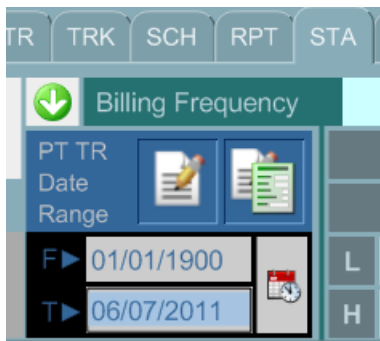 TR TRK SCH RPT STA
Billing Frequency
PT TR
Date
Range
F 01/01/1900
L
T 06/07/2011
H